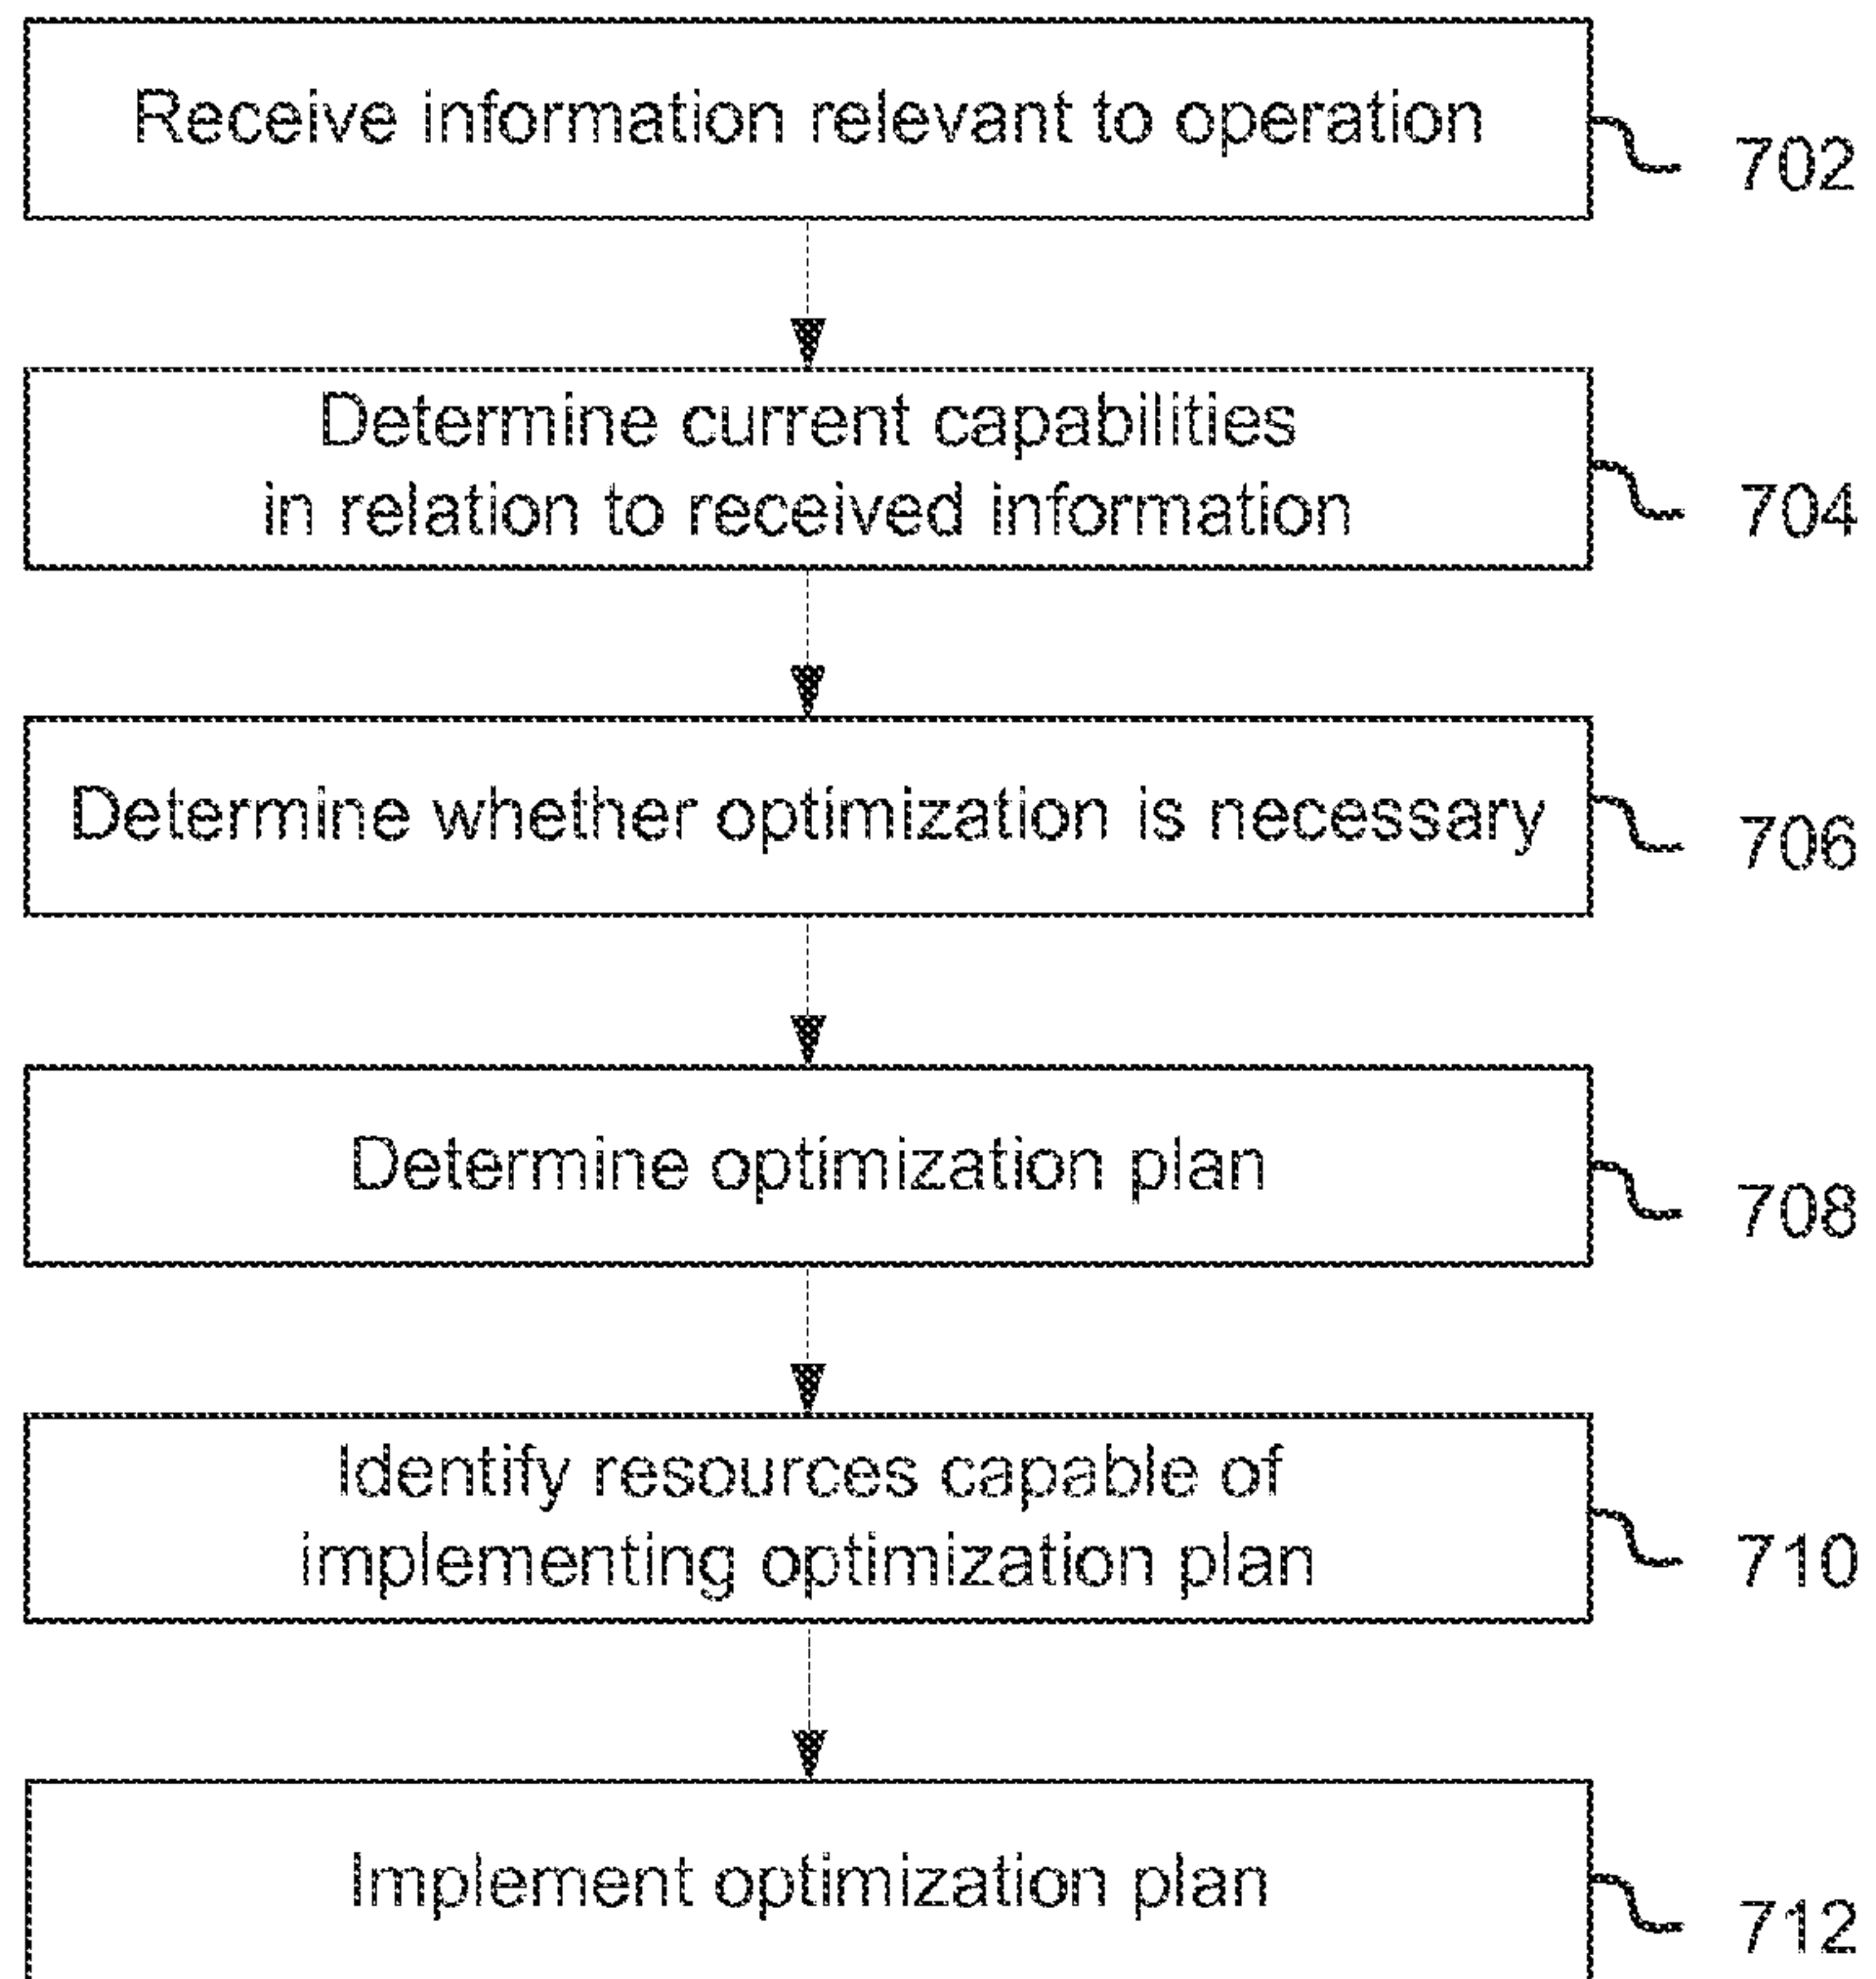 Receive information relevant to operation
702
Determine current capabilities
in relation to received information
704
Determine whether optimization is necessary
706
Determine optimization plan
708
Identify resources capable of
implementing optimization plan
710
Implement optimization plan
712